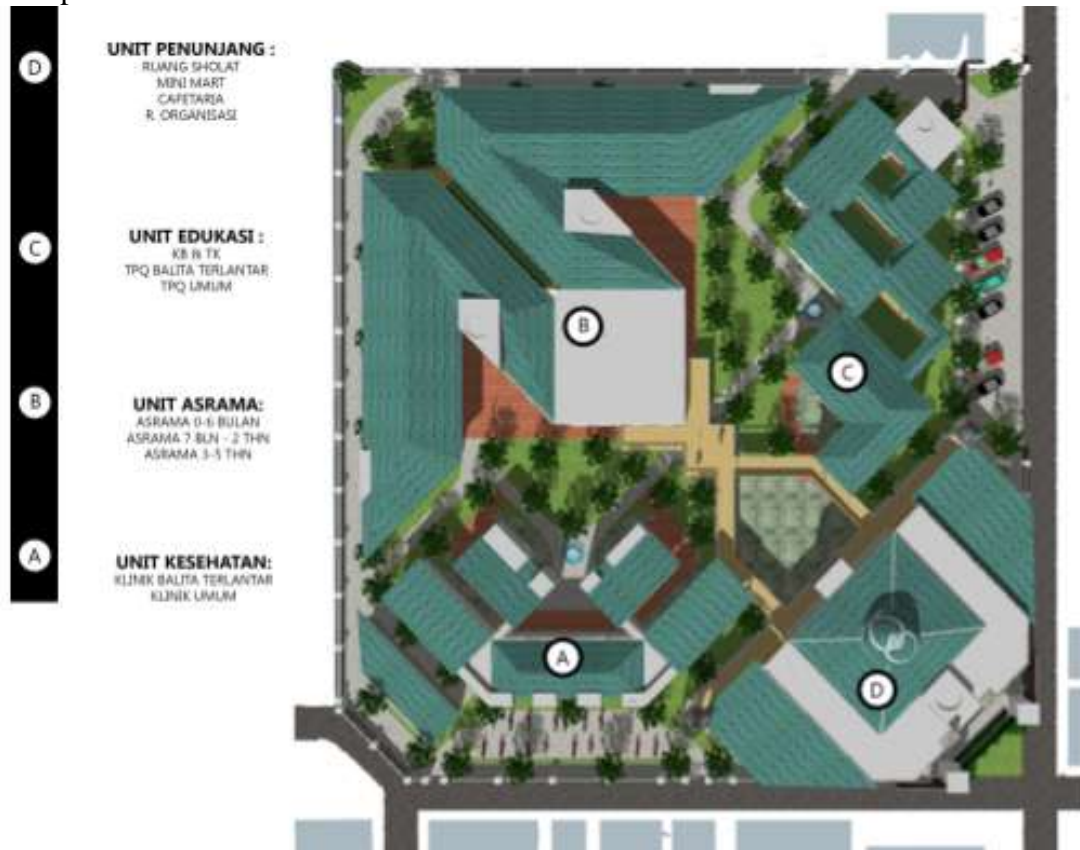 D
UNIT PENUNJANG :
RUANG SHOLAT
MINI MART
CAFETARIA
R. ORGANISASI
C
UNIT EDUKASI :
KB & TK
TPQ BALITA TERLANTAR
TPQ UMUM
B
UNIT ASRAMA:
ASRAMA 0-6 BULAN
ASRAMA 7 BLN - 2 THN
ASRAMA 3-5 THN
A
UNIT KESEHATAN:
KLINIK BALITA TERLANTAR
KLINIK UMUM
B
C
A
D